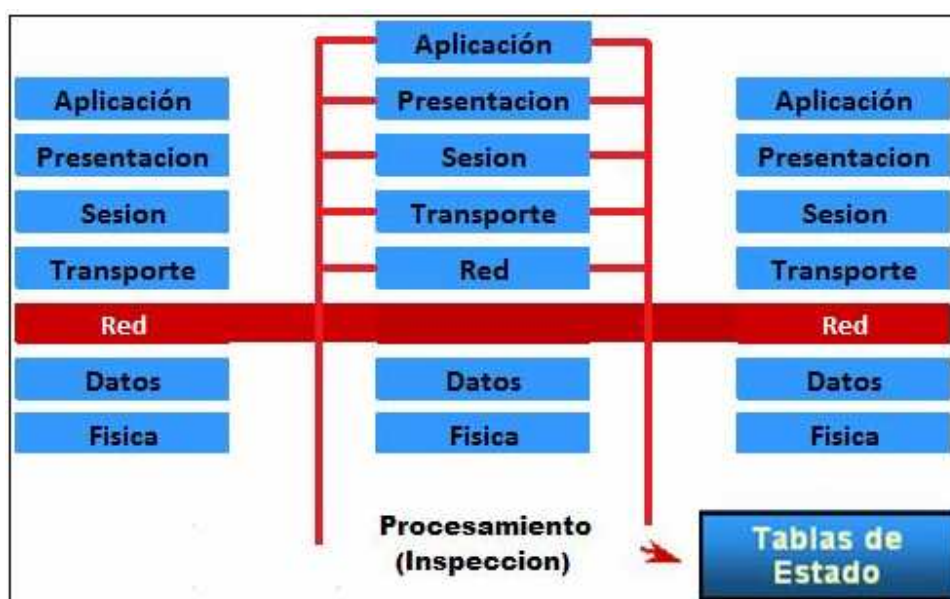 Aplicación
Aplicación
Aplicación
Presentacion
Presentacion
Presentacion
Sesion
Sesion
Sesion
Transporte
Transporte
Transporte
Red
Red
Red
Datos
Datos
Datos
Fisica
Fisica
Fisica
Procesamiento
(Inspeccion)
Tablas de
Estado